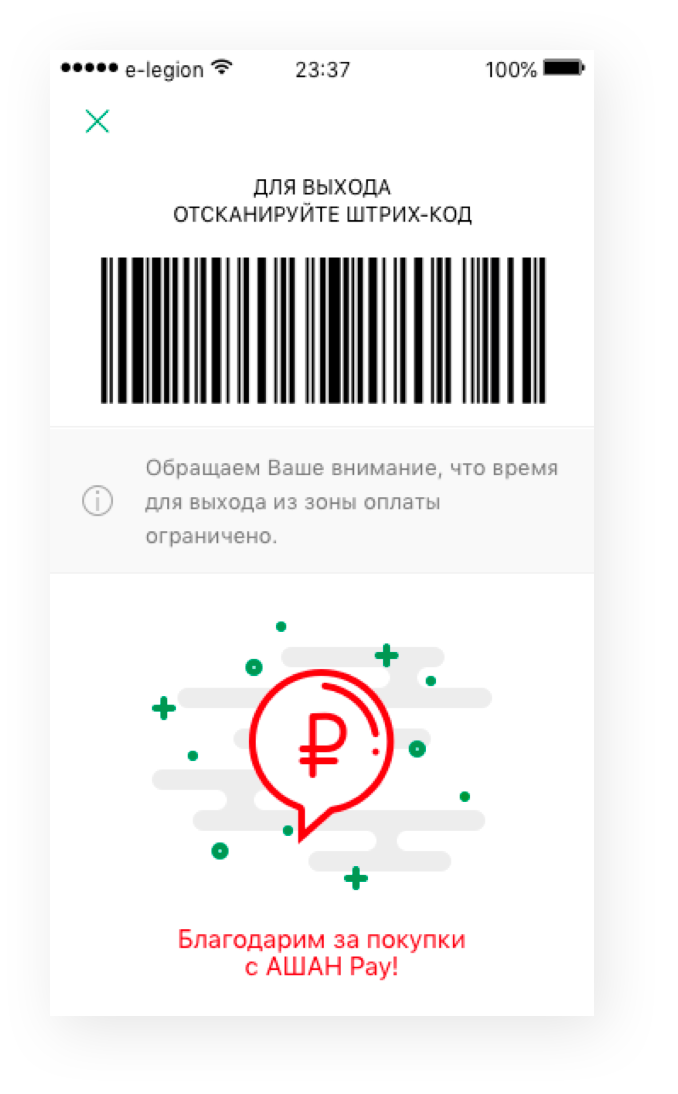 ●●●●● e-legion 23:37 100%
ДЛЯ ВЫХОДА
ОТСКАНИРУЙТЕ ШТРИХ-КОД
Обращаем Ваше внимание, что время
для выхода из зоны оплаты
ограничено.
₽
Благодарим за покупки
с АШАН Pay!